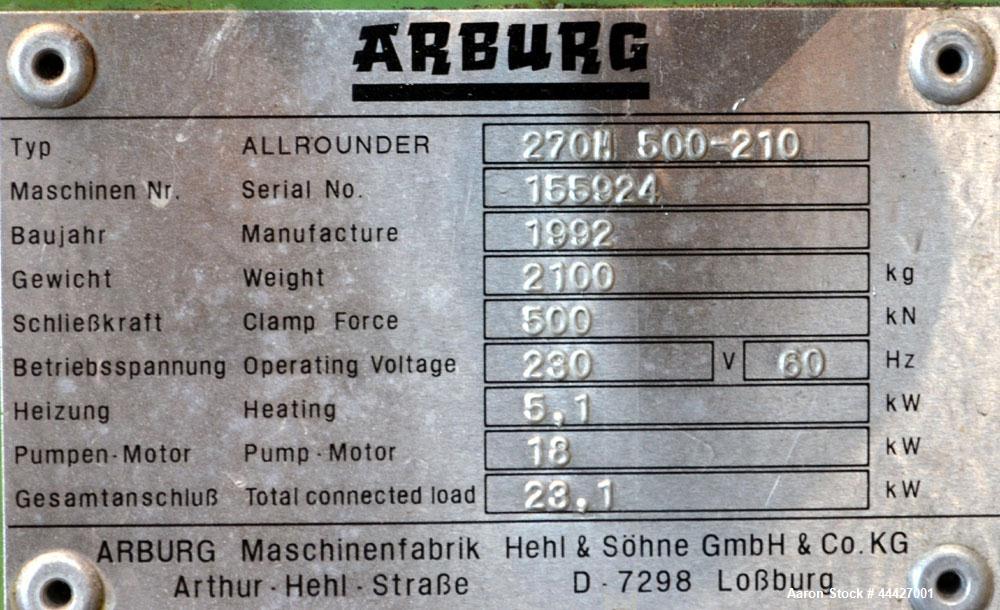 ARBURG
Typ ALLROUNDER 270M 500-210
Maschinen Nr. Serial No. 155924
Baujahr Manufacture 1992
Gewicht Weight 2100 kg
Schließkraft Clamp Force 500 kN
Betriebsspannung Operating Voltage 230 V 60 Hz
Heizung Heating 5,1 kW
Pumpen-Motor Pump-Motor 18 kW
Gesamtanschluß Total connected load 23,1 kW
ARBURG Maschinenfabrik Hehl & Söhne GmbH & Co. KG
Arthur-Hehl-Straße D-7298 Loßburg
Aaron Stock # 44427001